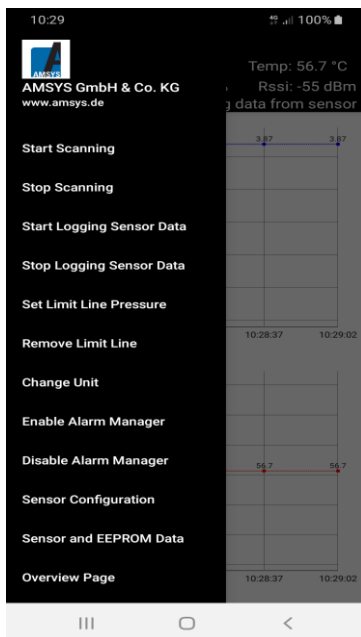 10:29
4G 100%
AMSYS
AMSYS GmbH & Co. KG
www.amsys.de
Temp: 56.7 °C
Rssi: -55 dBm
g data from sensor
Start Scanning
Stop Scanning
Start Logging Sensor Data
Stop Logging Sensor Data
Set Limit Line Pressure
Remove Limit Line
Change Unit
Enable Alarm Manager
Disable Alarm Manager
Sensor Configuration
Sensor and EEPROM Data
Overview Page
3.87 3.87
10:28:37 10:29:02
56.7 56.7
10:28:37 10:29:02